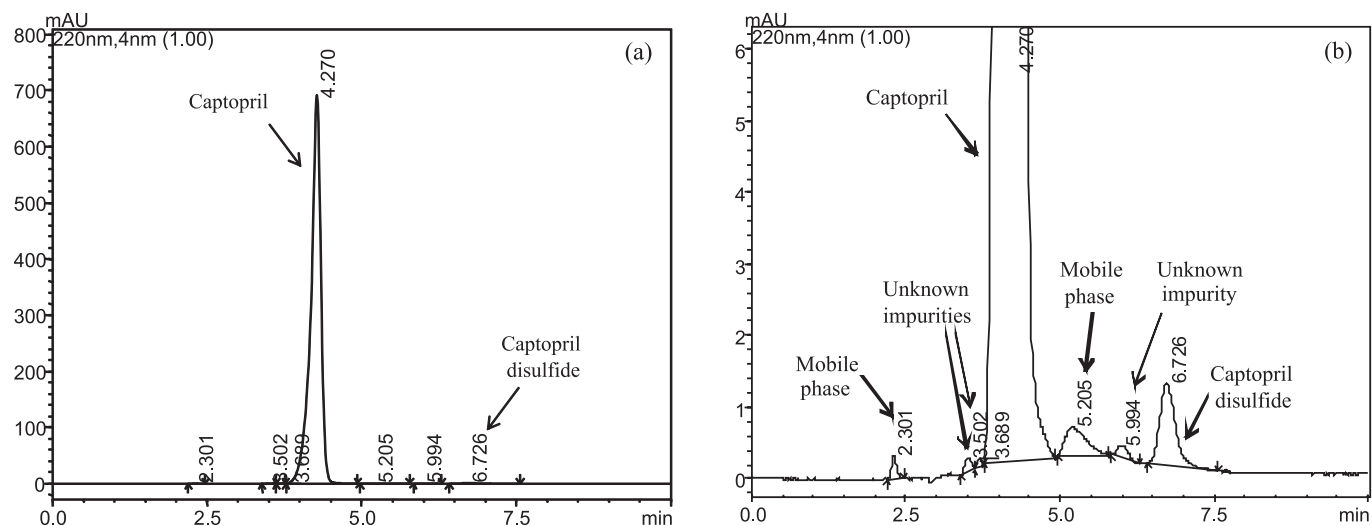 mAU
220nm,4nm (1.00)
(a)
800
700
600
500
400
300
200
100
0
4.270
Captopril
Captopril
disulfide
2.301
3.502
3.689
5.205
5.994
6.726
0.0
2.5
5.0
7.5
min
mAU
220nm,4nm (1.00)
(b)
6
5
4
3
2
1
0
4.270
Captopril
Unknown
impurities
Mobile
phase
Unknown
impurity
Mobile
phase
Captopril
disulfide
2.301
3.502
3.689
5.205
5.994
6.726
0.0
2.5
5.0
7.5
min